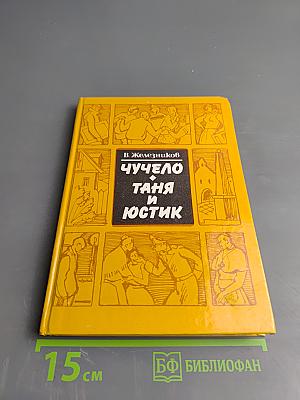 В. Железников
ЧУЧЕЛО
ТАНЯ
И
ЮСТИК
15 см
БФ БИБЛИОФАН